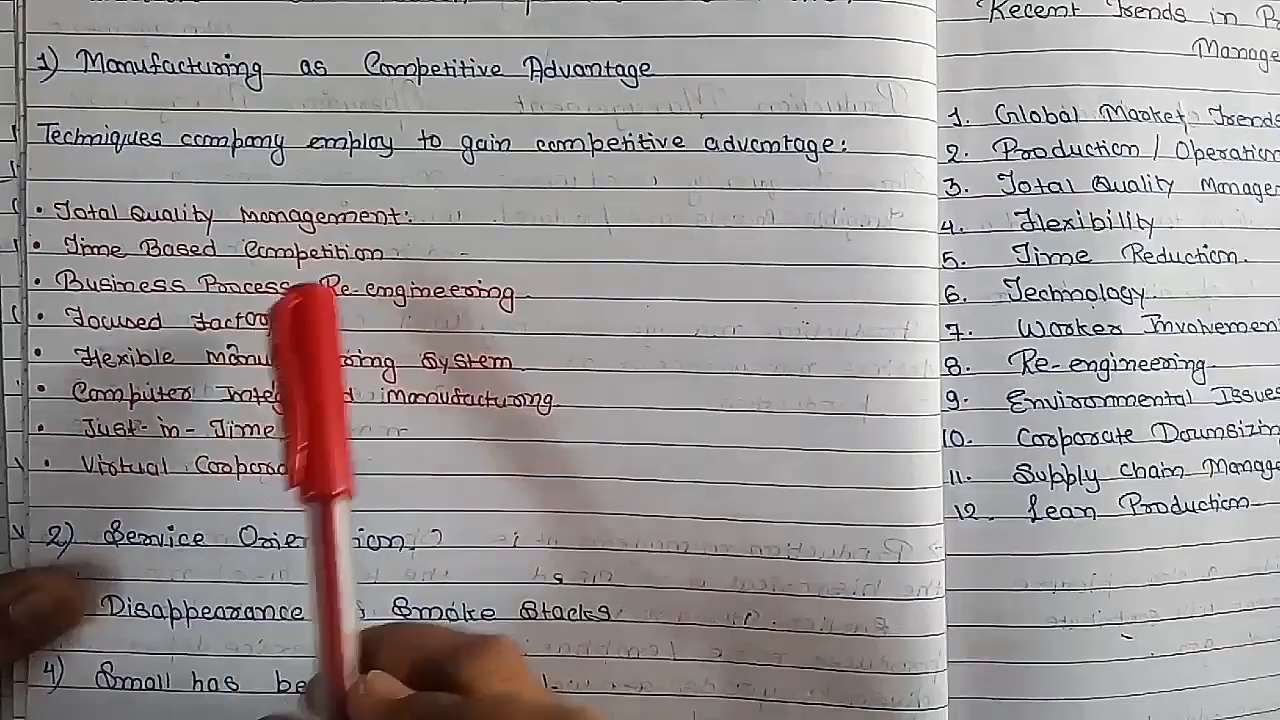 1) Manufacturing as Competitive Advantage
Techniques company employ to gain competitive advantage:
• Total Quality management:
• Time Based Competition
• Business Process Re-engineering
• Focused
• Flexible System
• Computer manufacturing
• Just-in-Time
• Virtual
2) Service
Disappearance Smoke Stacks
4) Small has
Recent Trends in
1. Global Market Trends
2. Production / Operation
3. Total Quality
4. Flexibility
5. Time Reduction
6. Technology
7. Worker
8. Re-engineering
9. Environmental Issues
10. Corporate
11. Supply Chain
12. Lean Production